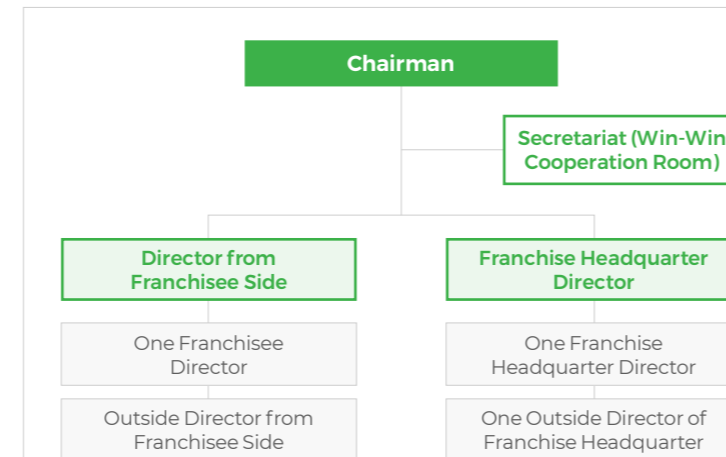 Chairman
Secretariat (Win-Win
Cooperation Room)
Director from
Franchisee Side
Franchise Headquarter
Director
One Franchisee
Director
One Franchise
Headquarter Director
Outside Director from
Franchisee Side
One Outside Director of
Franchise Headquarter